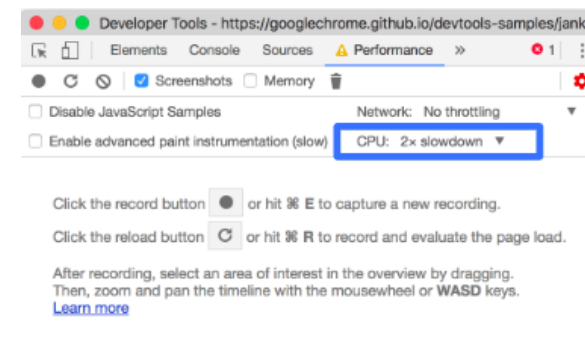 Developer Tools - https://googlechrome.github.io/devtools-samples/jank
Elements Console Sources Performance » 1
Screenshots Memory
Disable JavaScript Samples Network: No throttling ▼
Enable advanced paint instrumentation (slow) CPU: 2× slowdown ▼
Click the record button or hit ⌘ E to capture a new recording.
Click the reload button or hit ⌘ R to record and evaluate the page load.
After recording, select an area of interest in the overview by dragging.
Then, zoom and pan the timeline with the mousewheel or WASD keys.
Learn more